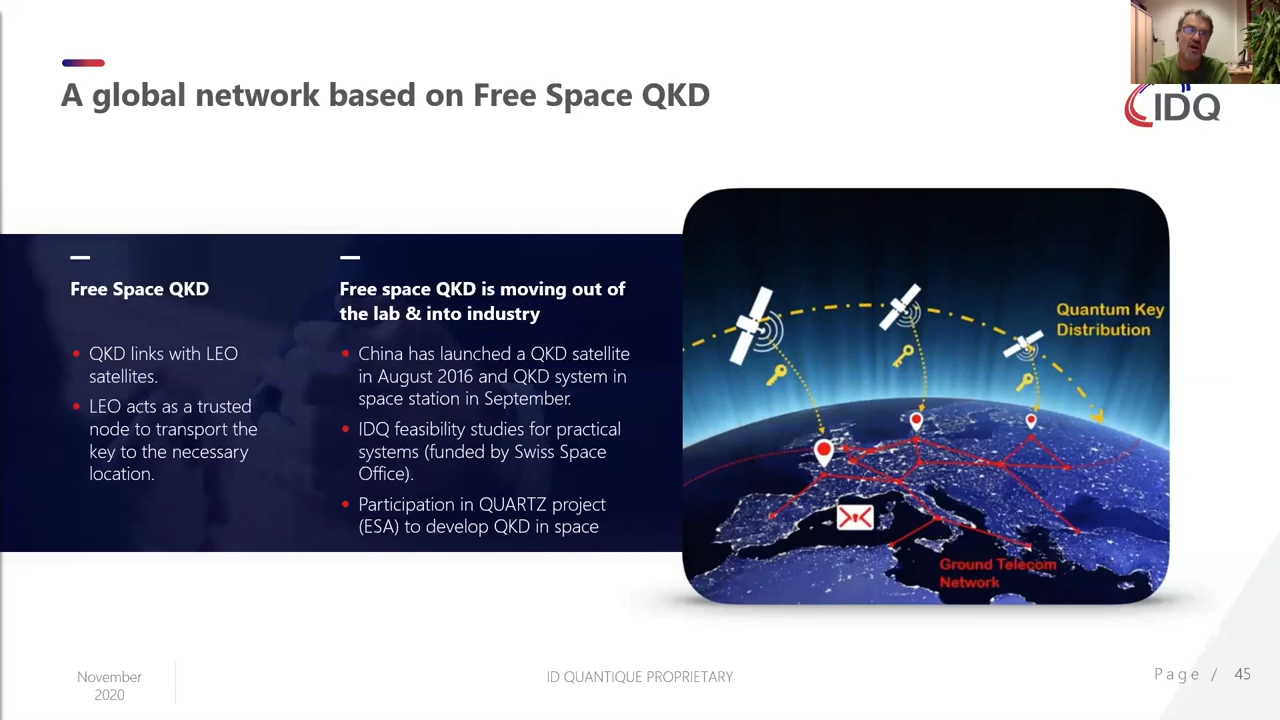 A global network based on Free Space QKD
IDQ
Free Space QKD
QKD links with LEO
satellites.
LEO acts as a trusted
node to transport the
key to the necessary
location.
Free space QKD is moving out of
the lab & into industry
China has launched a QKD satellite
in August 2016 and QKD system in
space station in September.
IDQ feasibility studies for practical
systems (funded by Swiss Space
Office).
Participation in QUARTZ project
(ESA) to develop QKD in space
Quantum Key
Distribution
Ground Telecom
Network
November
2020
ID QUANTIQUE PROPRIETARY
Page / 45